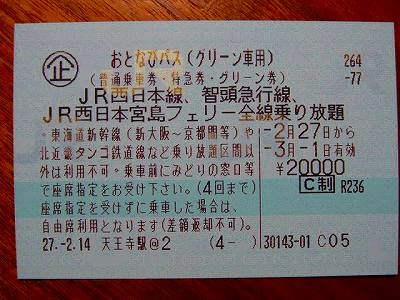 企
おとなびパス(グリーン車用) 264
(普通乗車券・特急券・グリーン券) -77
JR西日本線、智頭急行線、
JR西日本宮島フェリー全線乗り放題
・東海道新幹線(新大阪~京都間等)や -2月27日から
北近畿タンゴ鉄道線など乗り放題区間以 -3月-1日有効
外は利用不可。乗車前にみどりの窓口等 ¥20000
で座席指定をお受け下さい。(4回まで) C制 R236
座席指定を受けずに乗車した場合は、
自由席利用となります(差額返却不可)。
27.-2.14 天王寺駅@2 (4-) 30143-01 C05